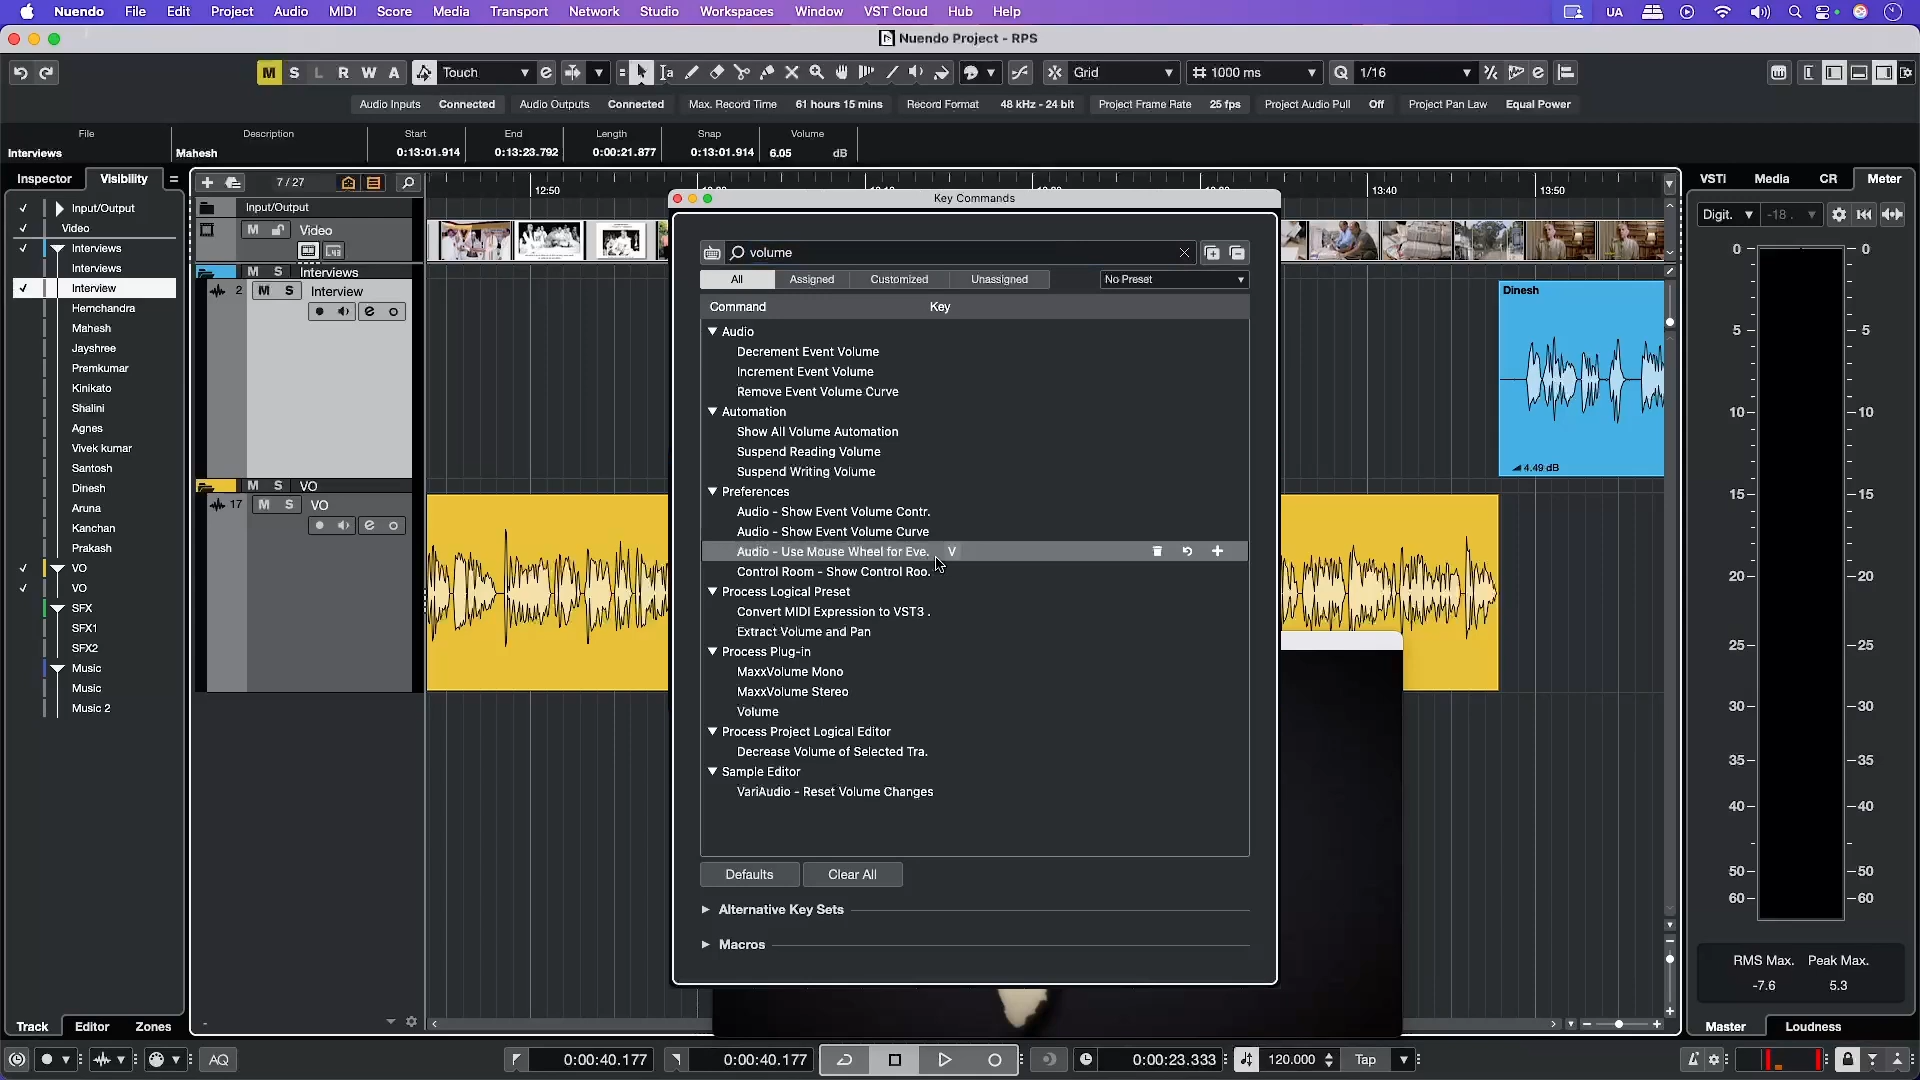 Nuendo File Edit Project Audio MIDI Score Media Transport Network Studio Workspaces Window VST Cloud Hub Help UA
Nuendo Project - RPS
M S L R W A Touch Grid 1000 ms Q 1/16
Audio Inputs Connected Audio Outputs Connected Max. Record Time 61 hours 15 mins Record Format 48 kHz - 24 bit Project Frame Rate 25 fps Project Audio Pull Off Project Pan Law Equal Power
File Description Start End Length Snap Volume
Interviews Mahesh 0:13:01.914 0:13:23.792 0:00:21.877 0:13:01.914 6.05 dB
Inspector Visibility
7 / 27
12:50 13:40 13:50
VSTi Media CR Meter
Digit. -18 .
Input/Output
Video
Interviews
Interviews
Interview
Hemchandra
Mahesh
Jayshree
Premkumar
Kinikato
Shalini
Agnes
Vivek kumar
Santosh
Dinesh
Aruna
Kanchan
Prakash
VO
VO
SFX
SFX1
SFX2
Music
Music
Music 2
Input/Output
M Video
M S Interviews
2 M S Interview
M S VO
17 M S VO
Key Commands
volume
All Assigned Customized Unassigned No Preset
Command Key
Audio
Decrement Event Volume
Increment Event Volume
Remove Event Volume Curve
Automation
Show All Volume Automation
Suspend Reading Volume
Suspend Writing Volume
Preferences
Audio - Show Event Volume Contr.
Audio - Show Event Volume Curve
Audio - Use Mouse Wheel for Eve. V
Control Room - Show Control Roo.
Process Logical Preset
Convert MIDI Expression to VST3 .
Extract Volume and Pan
Process Plug-in
MaxxVolume Mono
MaxxVolume Stereo
Volume
Process Project Logical Editor
Decrease Volume of Selected Tra.
Sample Editor
VariAudio - Reset Volume Changes
Defaults Clear All
Alternative Key Sets
Macros
Dinesh
4.49 dB
0 0
5 5
10 10
15 15
20 20
25 25
30 30
35 35
40 40
50 50
60 60
RMS Max. Peak Max.
-7.6 5.3
Track Editor Zones
Master Loudness
AQ 0:00:40.177 0:00:40.177 0:00:23.333 120.000 Tap